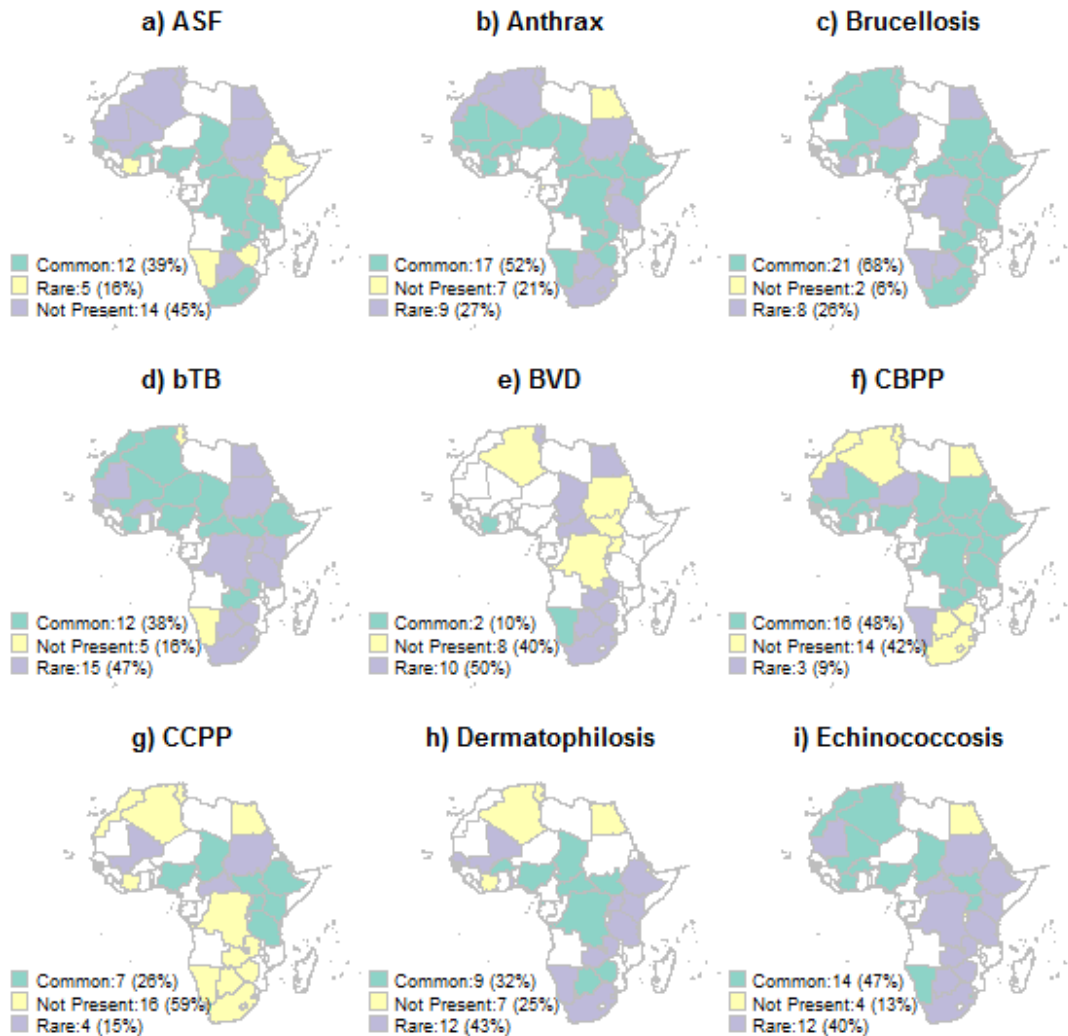 a) ASF
b) Anthrax
c) Brucellosis
Common:12 (39%)
Rare:5 (16%)
Not Present:14 (45%)
Common:17 (52%)
Not Present:7 (21%)
Rare:9 (27%)
Common:21 (68%)
Not Present:2 (6%)
Rare:8 (26%)
d) bTB
e) BVD
f) CBPP
Common:12 (38%)
Not Present:5 (16%)
Rare:15 (47%)
Common:2 (10%)
Not Present:8 (40%)
Rare:10 (50%)
Common:16 (48%)
Not Present:14 (42%)
Rare:3 (9%)
g) CCPP
h) Dermatophilosis
i) Echinococcosis
Common:7 (26%)
Not Present:16 (59%)
Rare:4 (15%)
Common:9 (32%)
Not Present:7 (25%)
Rare:12 (43%)
Common:14 (47%)
Not Present:4 (13%)
Rare:12 (40%)